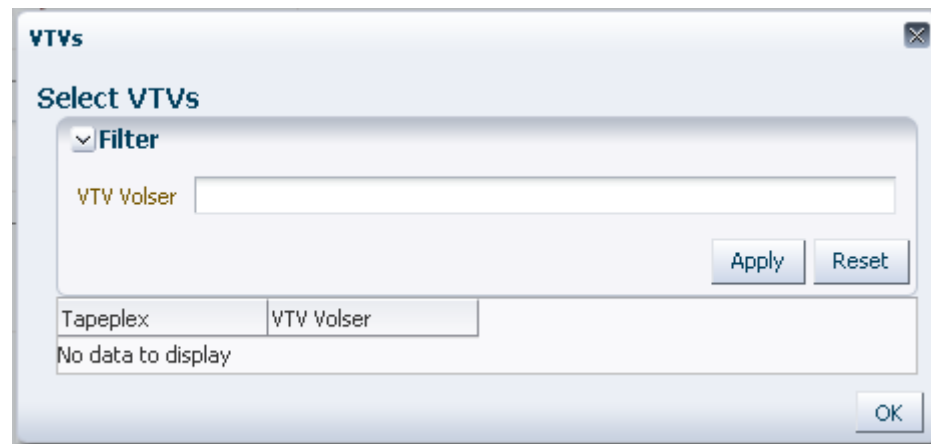 VTVs
Select VTVs
Filter
VTV Volser
Apply Reset
Tapeplex VTV Volser
No data to display
OK